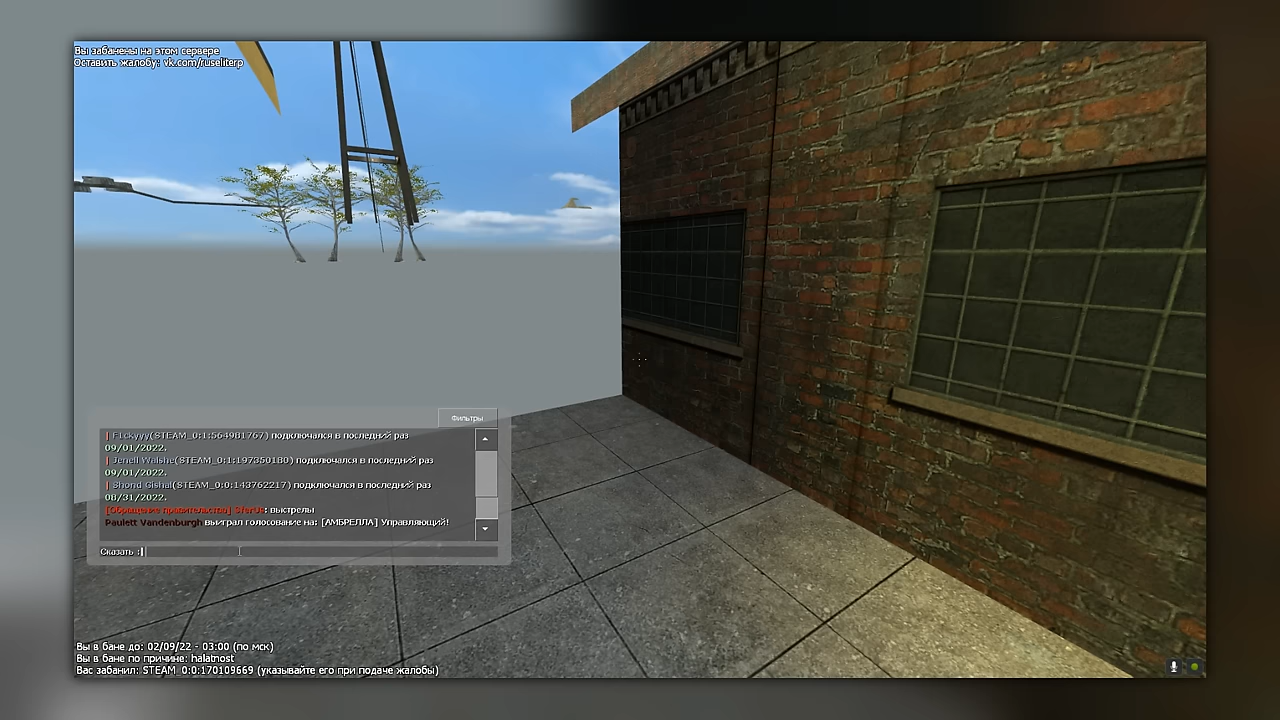 Вы забанены на этом сервере
Оставить жалобу: vk.com/ruseliterp
Фильтры
| F1ckyyy(STEAM_0:1:564981767) подключался в последний раз
09/01/2022.
| Jenell Walshe(STEAM_0:1:197350180) подключался в последний раз
09/01/2022.
| Shond Gishal(STEAM_0:0:143762217) подключался в последний раз
08/31/2022.
[Обращение правительства] Sferus: выстрелы
Paulett Vandenburgh выиграл голосование на: [АМБРЕЛЛА] Управляющий!
Сказать :
Вы в бане до: 02/09/22 - 03:00 (по мск)
Вы в бане по причине: halatnost
Вас забанил: STEAM_0:0:170109669 (указывайте его при подаче жалобы)